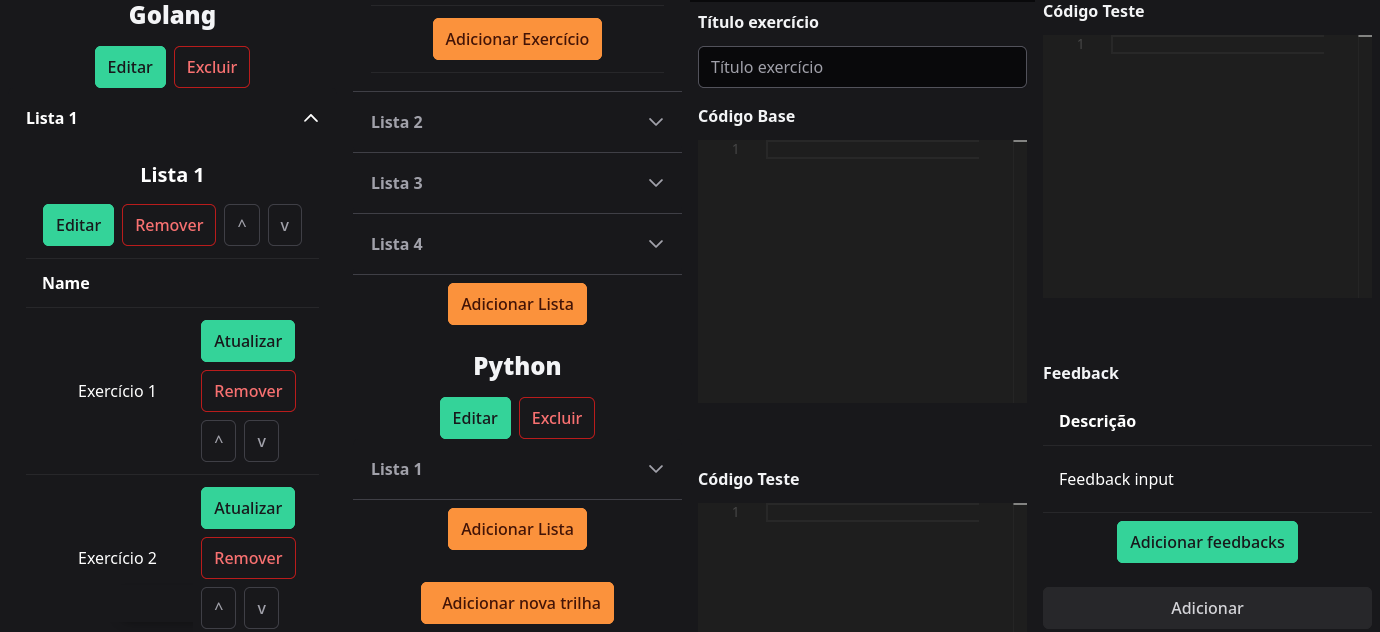 Golang
Editar Excluir
Lista 1
Lista 1
Editar Remover ^ v
Name
Atualizar
Exercício 1
Remover
^ v
Atualizar
Exercício 2
Remover
^ v
Adicionar Exercício
Lista 2
Lista 3
Lista 4
Adicionar Lista
Python
Editar Excluir
Lista 1
Adicionar Lista
Adicionar nova trilha
Título exercício
Título exercício
Código Base
1
Código Teste
1
Código Teste
1
Feedback
Descrição
Feedback input
Adicionar feedbacks
Adicionar